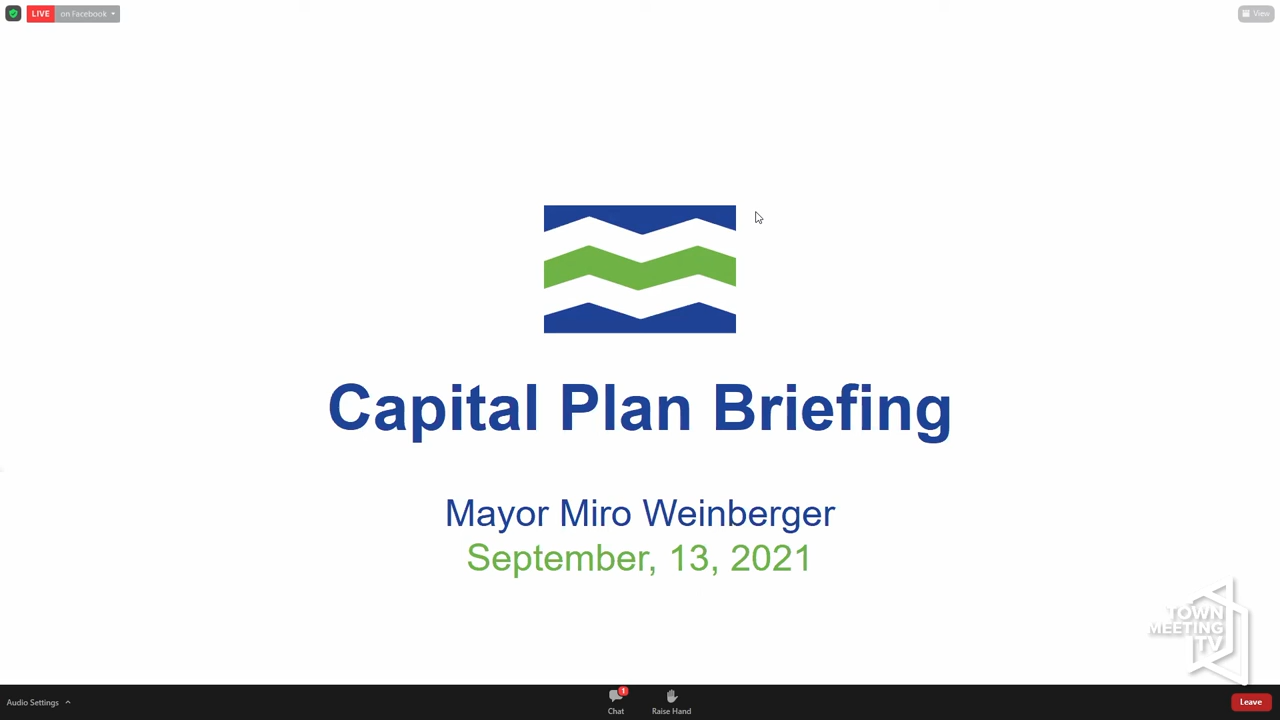 LIVE on Facebook
View
Capital Plan Briefing
Mayor Miro Weinberger
September, 13, 2021
TOWN
MEETING
TV
Audio Settings
1
Chat
Raise Hand
Leave